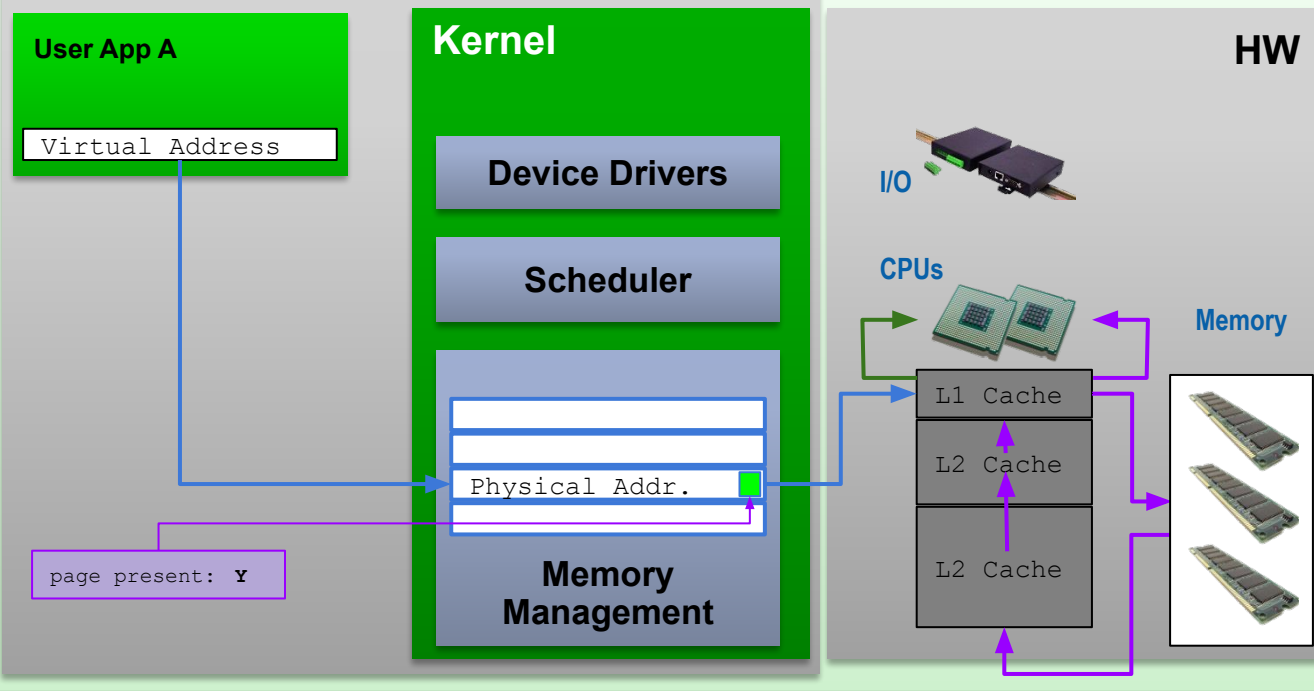 User App A
Virtual Address
Kernel
Device Drivers
Scheduler
Physical Addr.
Memory
Management
page present: Y
HW
I/O
CPUs
Memory
L1 Cache
L2 Cache
L2 Cache